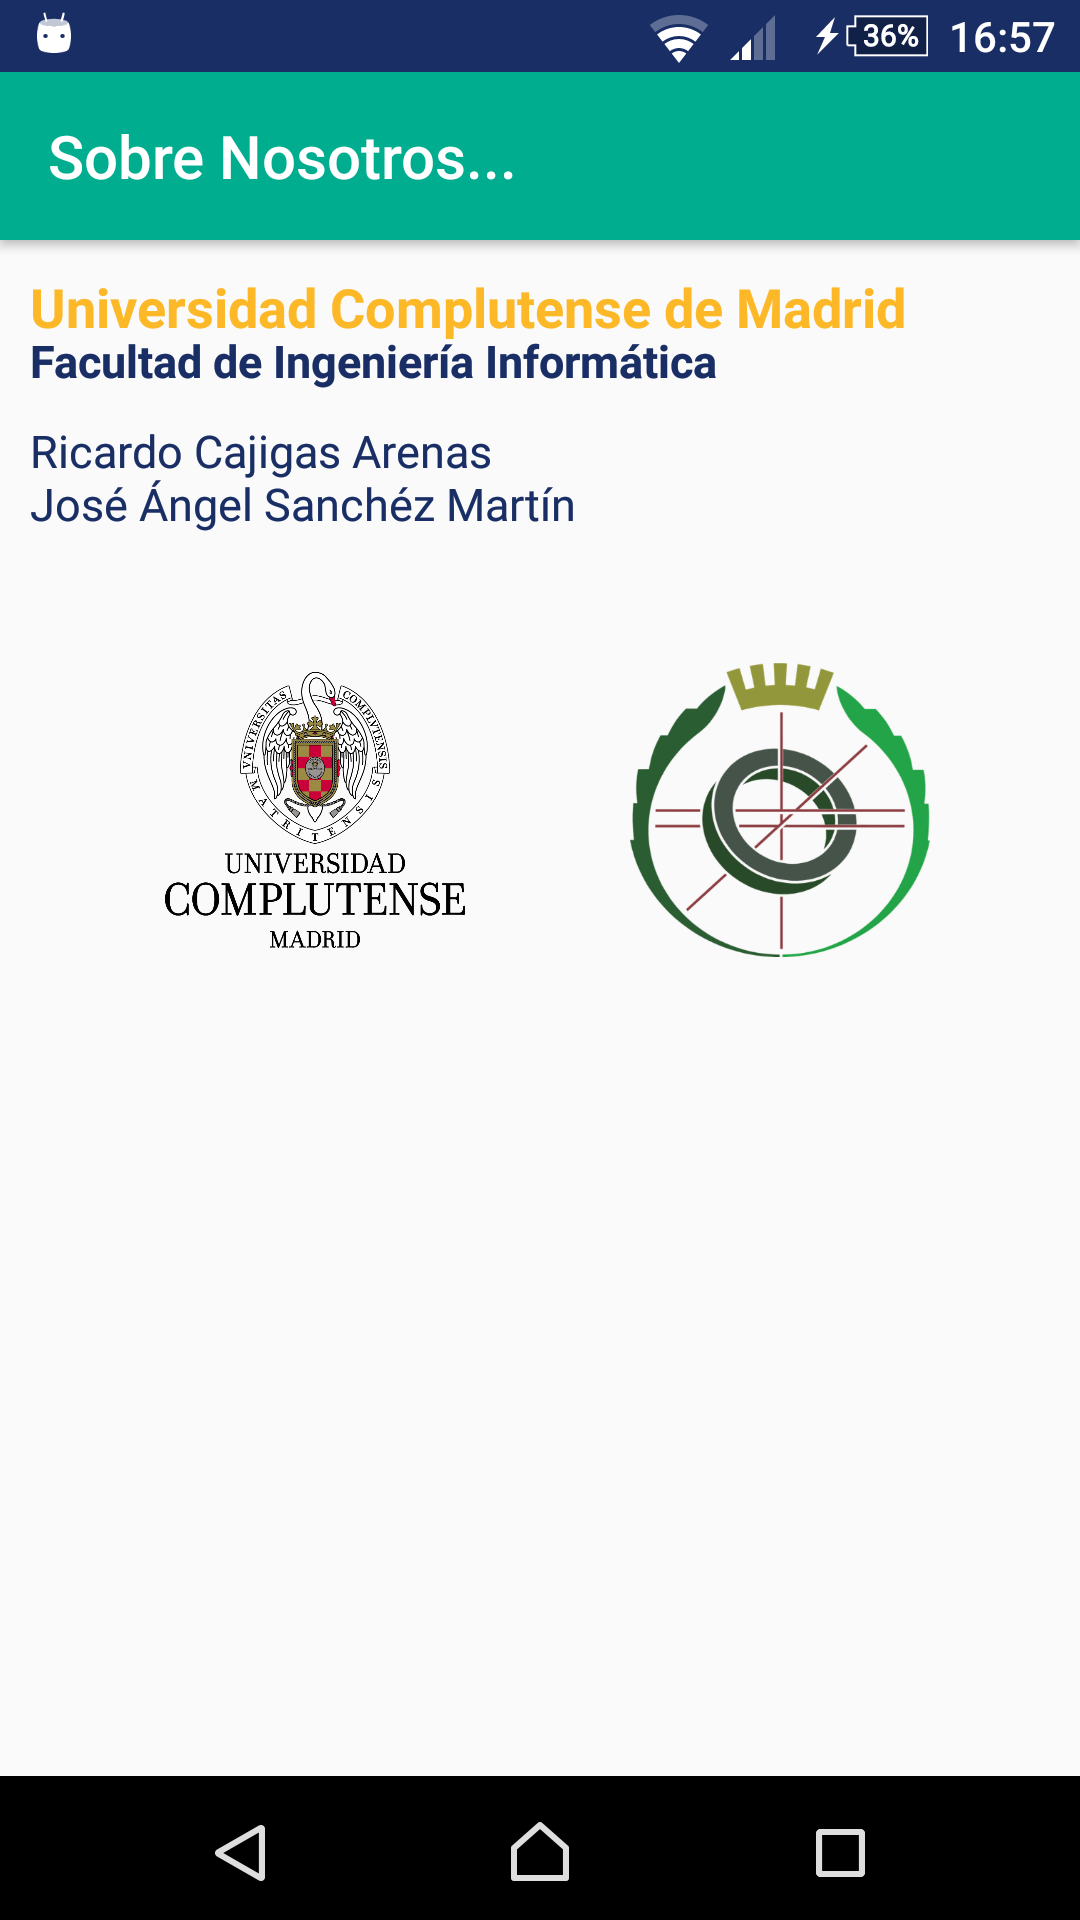 36% 16:57
Sobre Nosotros...
Universidad Complutense de Madrid
Facultad de Ingeniería Informática
Ricardo Cajigas Arenas
José Ángel Sanchéz Martín
VNIVERSITAS COMPLVTENSIS
MATRITENSIS
UNIVERSIDAD
COMPLUTENSE
MADRID